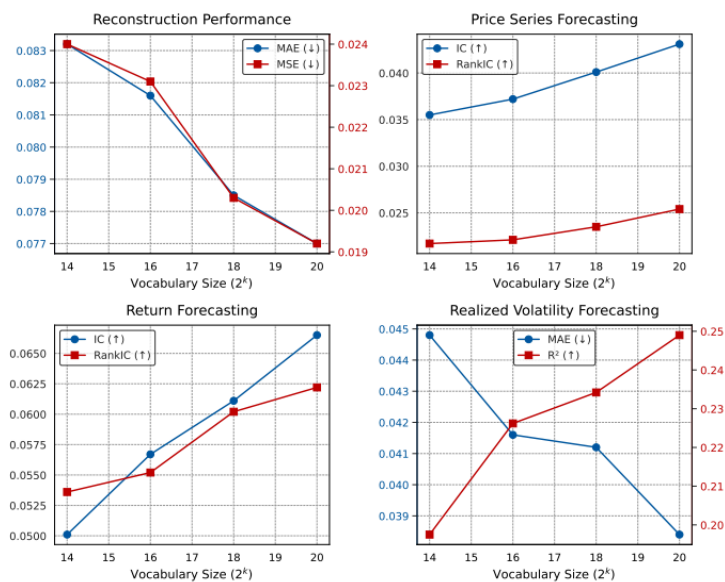 Reconstruction Performance
0.083
0.082
0.081
0.079
0.078
0.077
MAE (↓)
MSE (↓)
0.024
0.023
0.022
0.021
0.020
0.019
14 15 16 17 18 19 20
Vocabulary Size (2^k)
Price Series Forecasting
0.040
0.035
0.030
0.025
IC (↑)
RankIC (↑)
14 15 16 17 18 19 20
Vocabulary Size (2^k)
Return Forecasting
0.0650
0.0625
0.0600
0.0575
0.0550
0.0525
0.0500
IC (↑)
RankIC (↑)
14 15 16 17 18 19 20
Vocabulary Size (2^k)
Realized Volatility Forecasting
0.045
0.044
0.043
0.042
0.041
0.040
0.039
MAE (↓)
R² (↑)
0.25
0.22
0.21
0.20
14 15 16 17 18 19 20
Vocabulary Size (2^k)